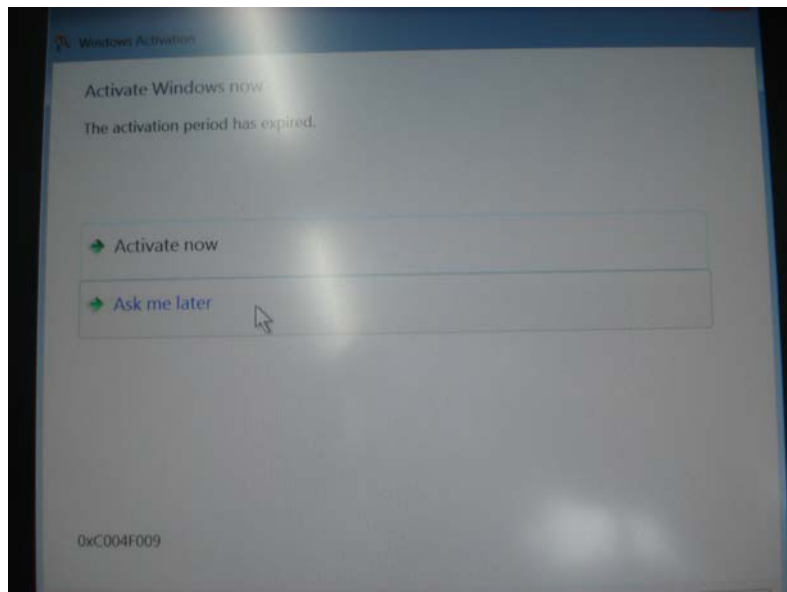 Windows Activation
Activate Windows now
The activation period has expired.
Activate now
Ask me later
0xC004F009